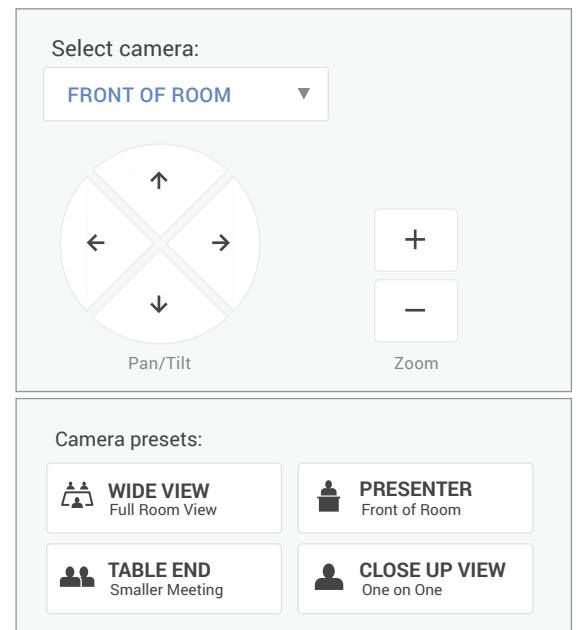 Select camera:
FRONT OF ROOM
Pan/Tilt
Zoom
Camera presets:
WIDE VIEW
Full Room View
PRESENTER
Front of Room
TABLE END
Smaller Meeting
CLOSE UP VIEW
One on One